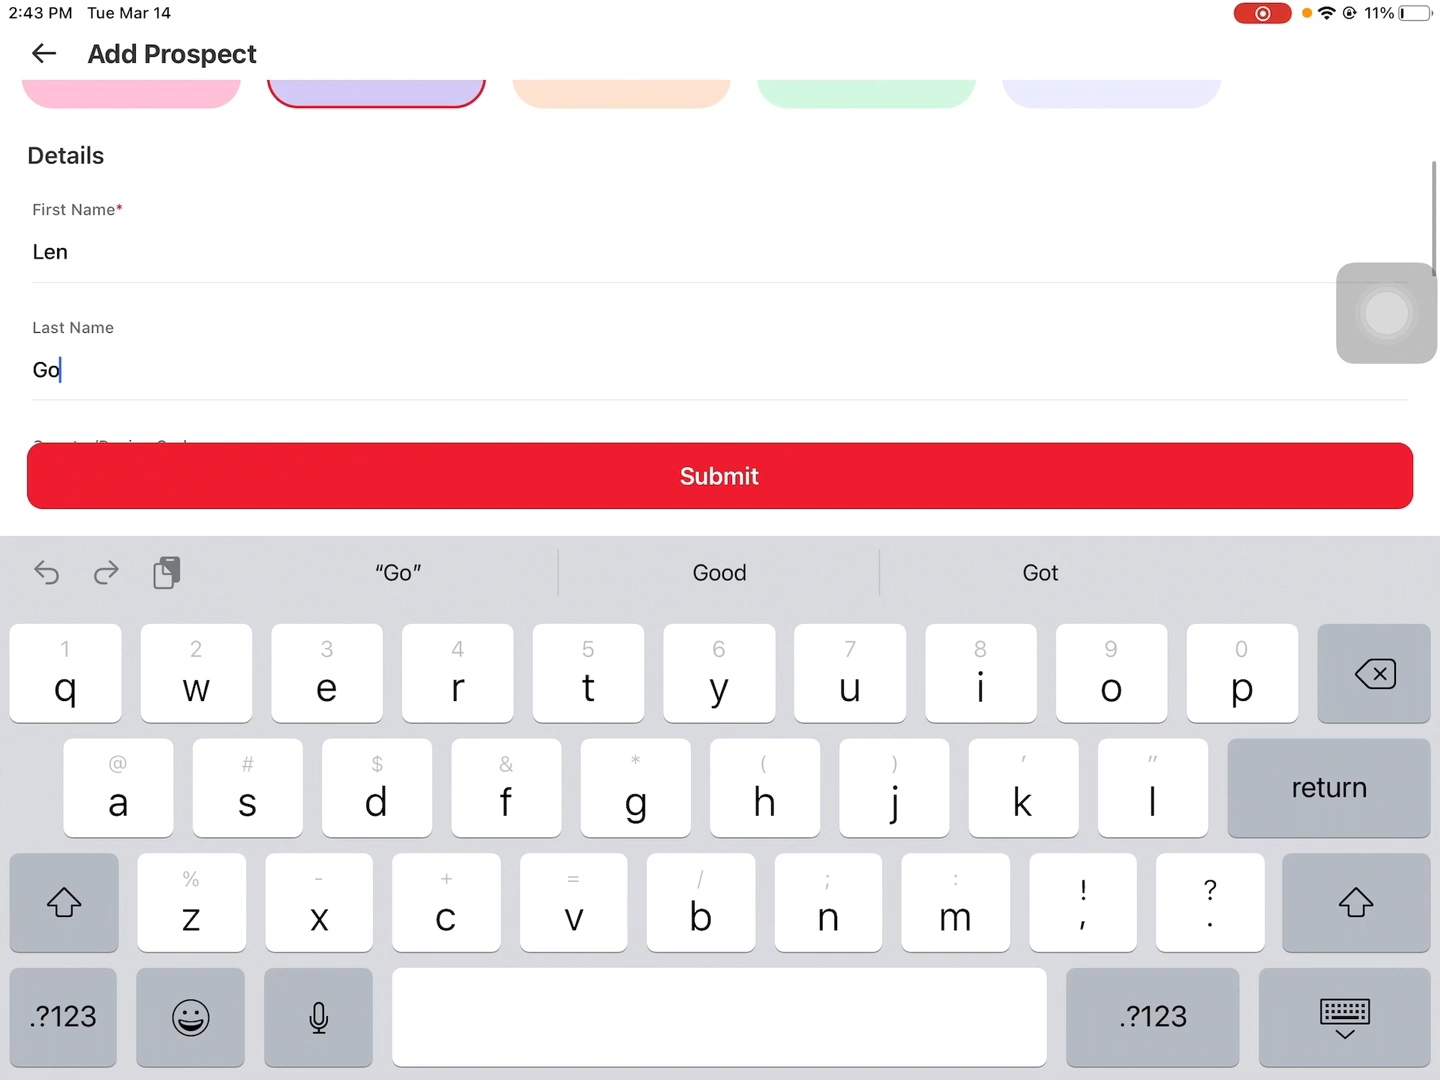 2:43 PM Tue Mar 14
11%
Add Prospect
Details
First Name*
Len
Last Name
Go
Submit
“Go” Good Got
1 2 3 4 5 6 7 8 9 0
q w e r t y u i o p
@ # $ & * ( ) ' "
a s d f g h j k l return
% - + = / ; : ! ?
z x c v b n m , .
.?123 .?123